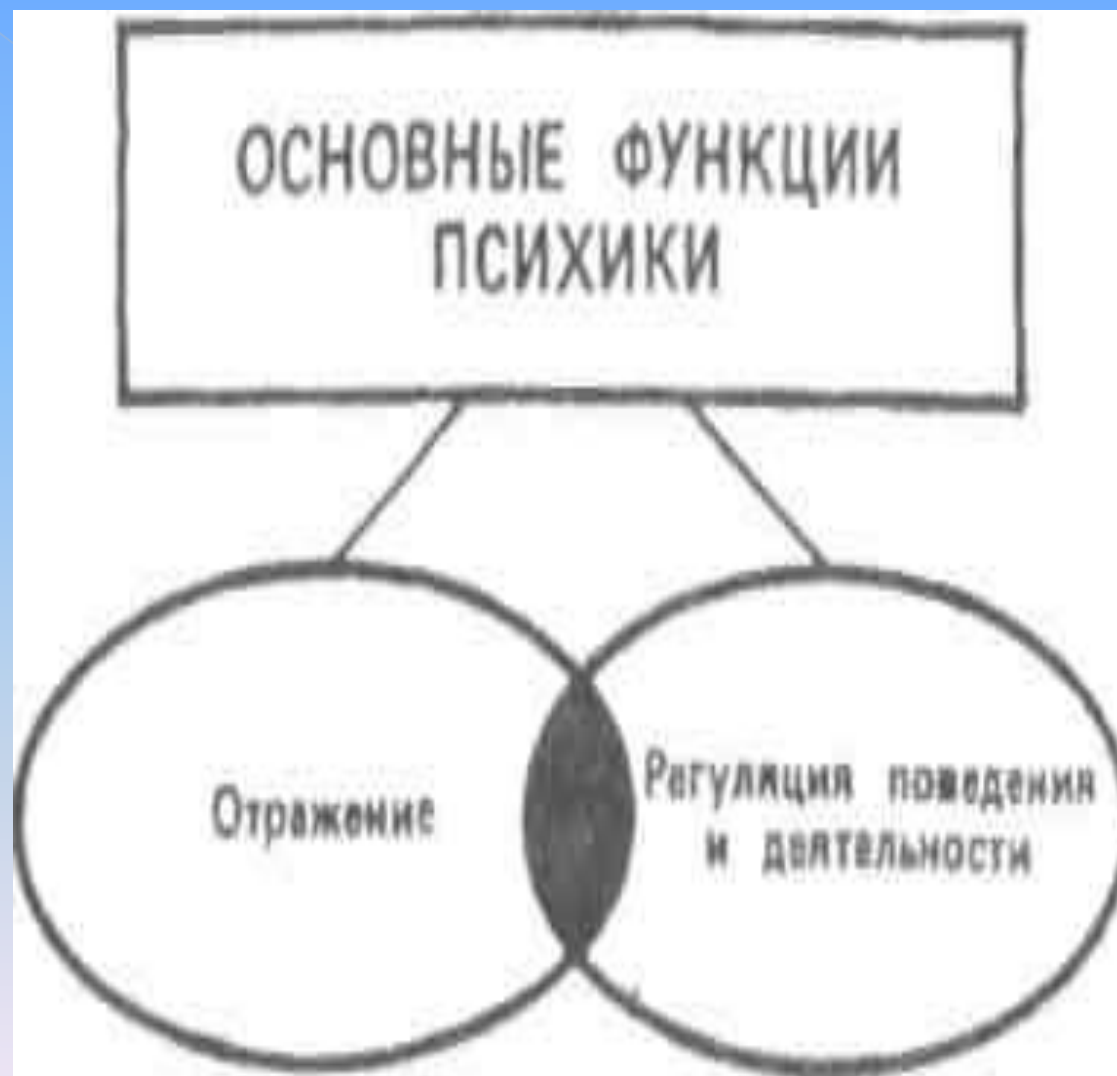 ОСНОВНЫЕ ФУНКЦИИ
ПСИХИКИ
Отражение
Регуляция поведения
и деятельности